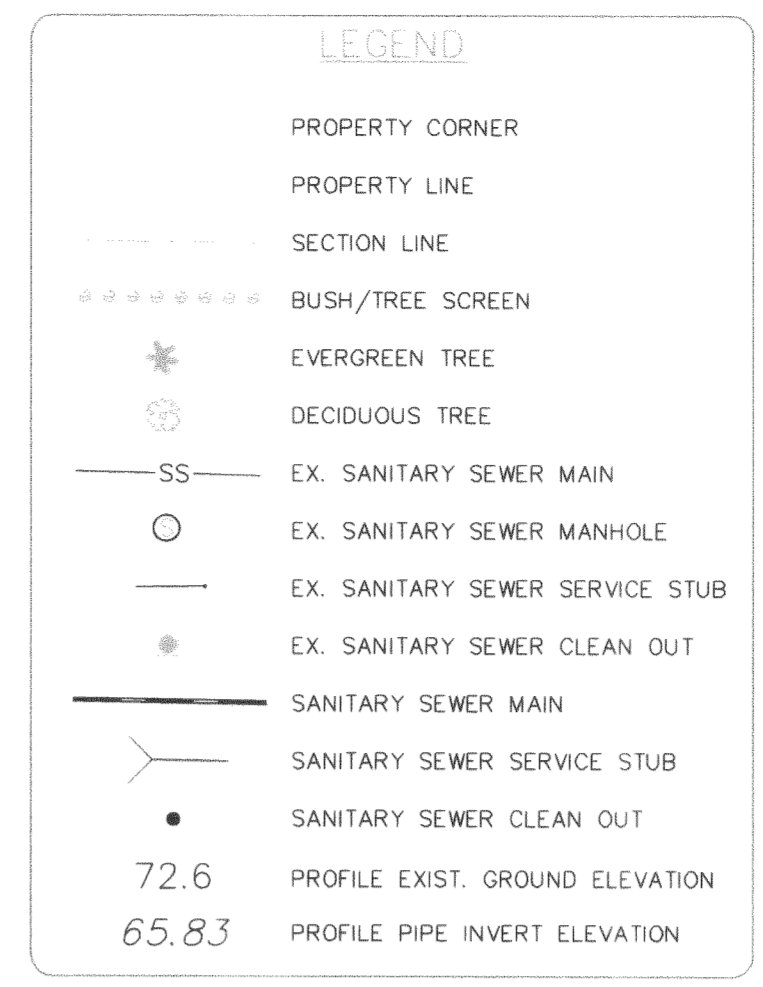 LEGEND
PROPERTY CORNER
PROPERTY LINE
SECTION LINE
BUSH/TREE SCREEN
EVERGREEN TREE
DECIDUOUS TREE
SS EX. SANITARY SEWER MAIN
S EX. SANITARY SEWER MANHOLE
EX. SANITARY SEWER SERVICE STUB
EX. SANITARY SEWER CLEAN OUT
SANITARY SEWER MAIN
SANITARY SEWER SERVICE STUB
SANITARY SEWER CLEAN OUT
72.6 PROFILE EXIST. GROUND ELEVATION
65.83 PROFILE PIPE INVERT ELEVATION